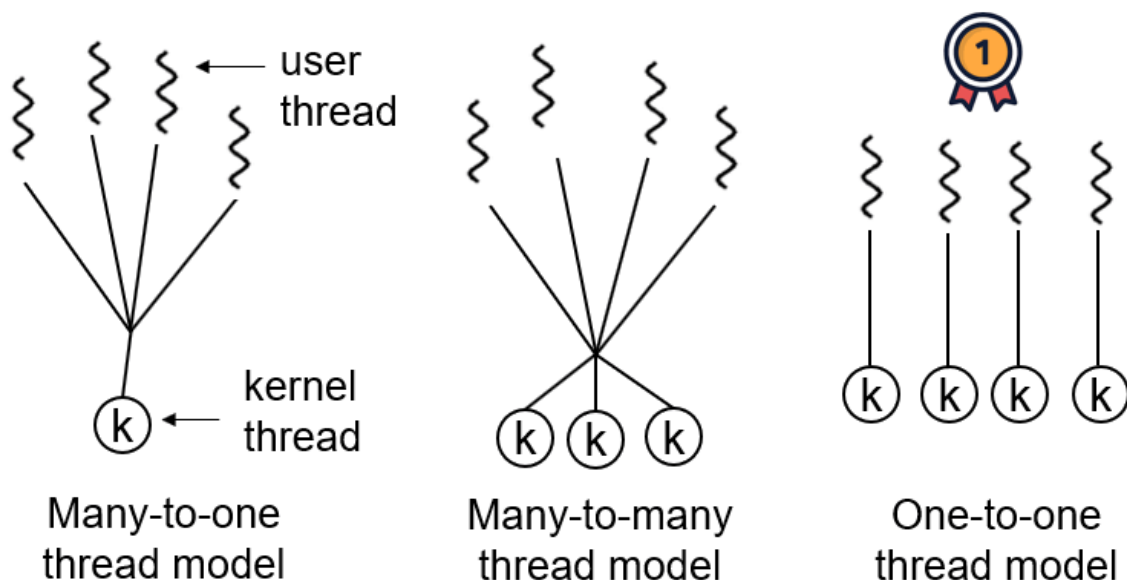 user
thread
kernel
thread
k
Many-to-one
thread model
k
k
k
Many-to-many
thread model
1
k
k
k
k
One-to-one
thread model